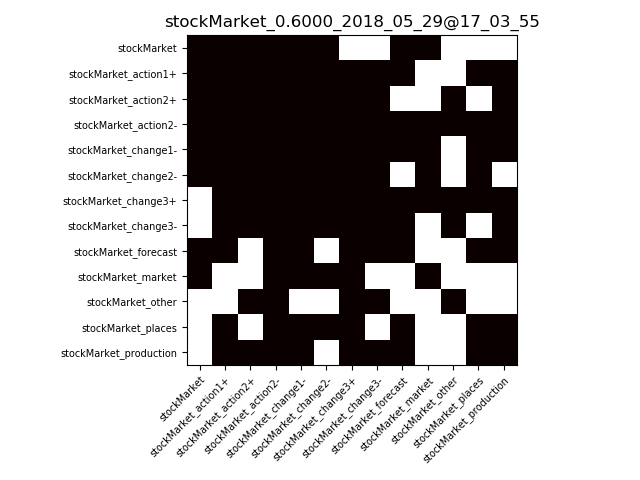 stockMarket_0.6000_2018_05_29@17_03_55
stockMarket
stockMarket_action1+
stockMarket_action2+
stockMarket_action2-
stockMarket_change1-
stockMarket_change2-
stockMarket_change3+
stockMarket_change3-
stockMarket_forecast
stockMarket_market
stockMarket_other
stockMarket_places
stockMarket_production
stockMarket
stockMarket_action1+
stockMarket_action2+
stockMarket_action2-
stockMarket_change1-
stockMarket_change2-
stockMarket_change3+
stockMarket_change3-
stockMarket_forecast
stockMarket_market
stockMarket_other
stockMarket_places
stockMarket_production